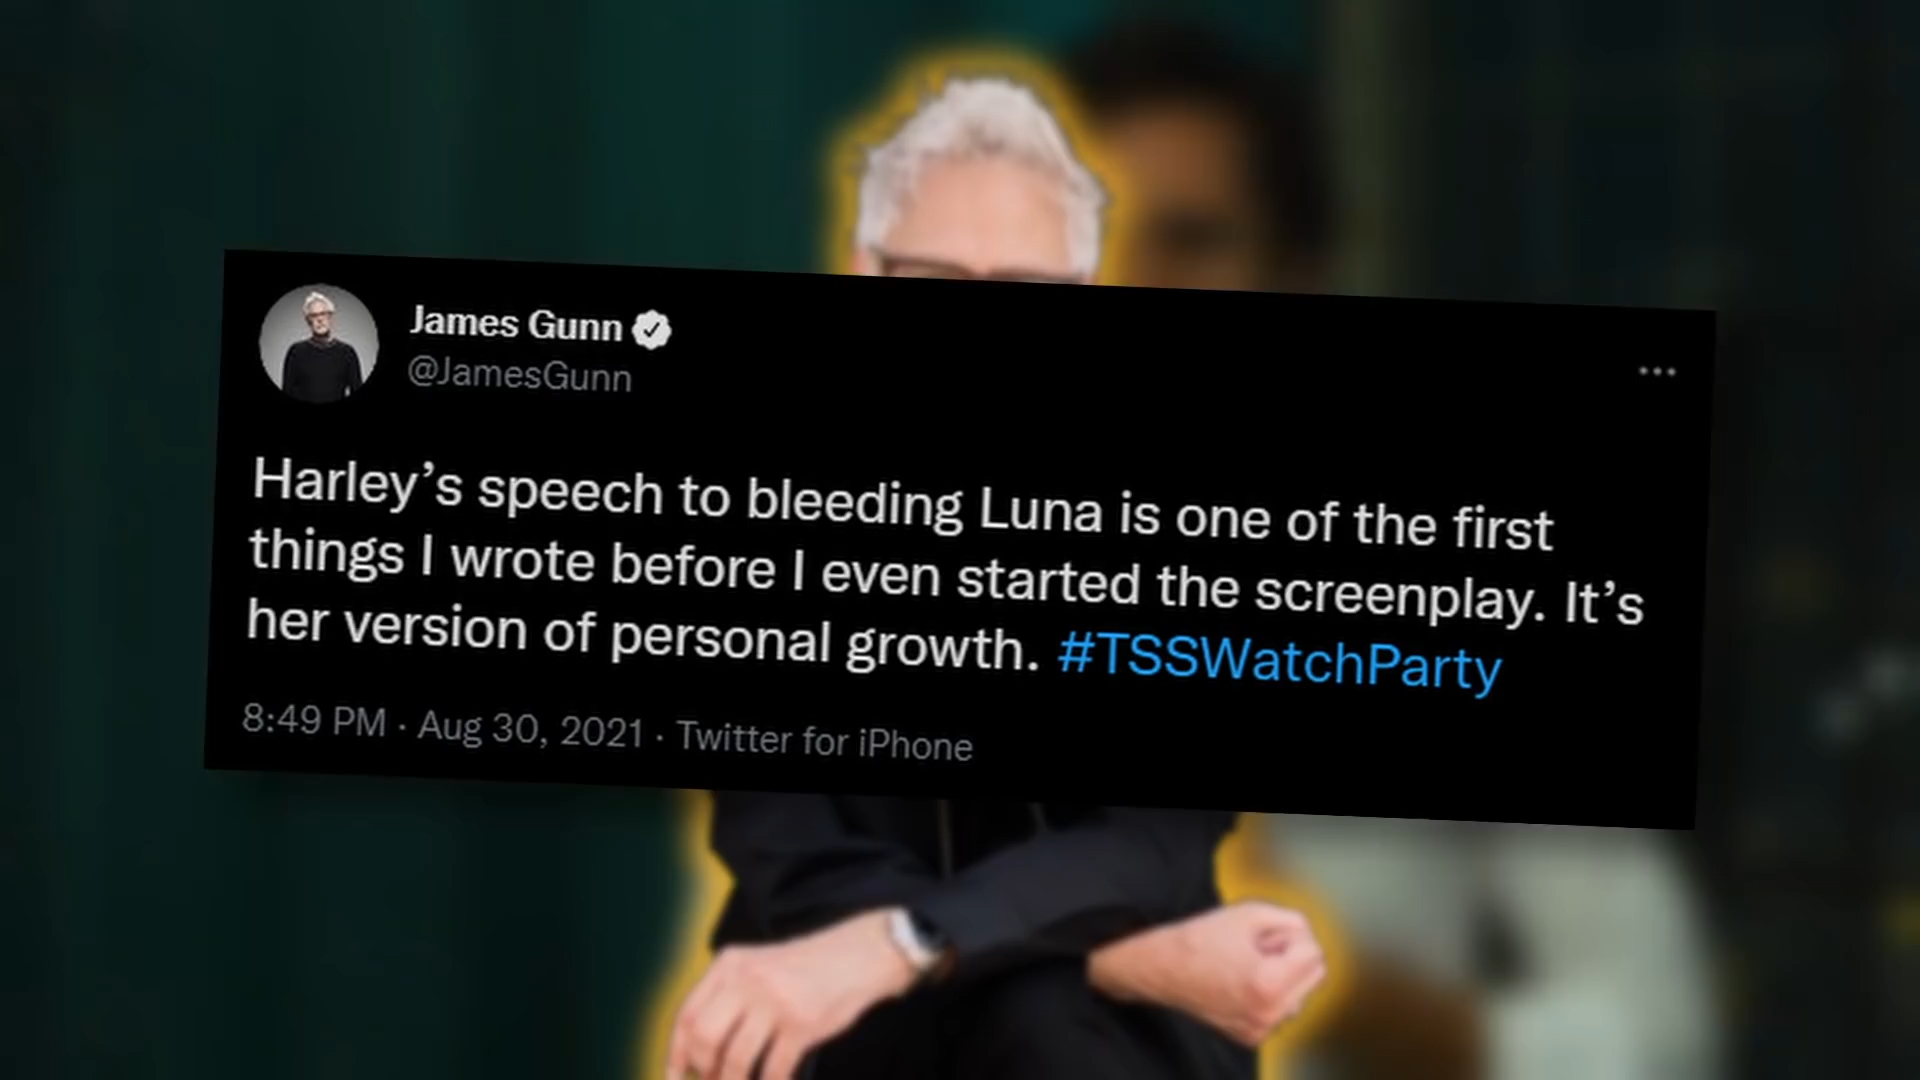 James Gunn
@JamesGunn
Harley’s speech to bleeding Luna is one of the first
things I wrote before I even started the screenplay. It’s
her version of personal growth. #TSSWatchParty
8:49 PM · Aug 30, 2021 · Twitter for iPhone